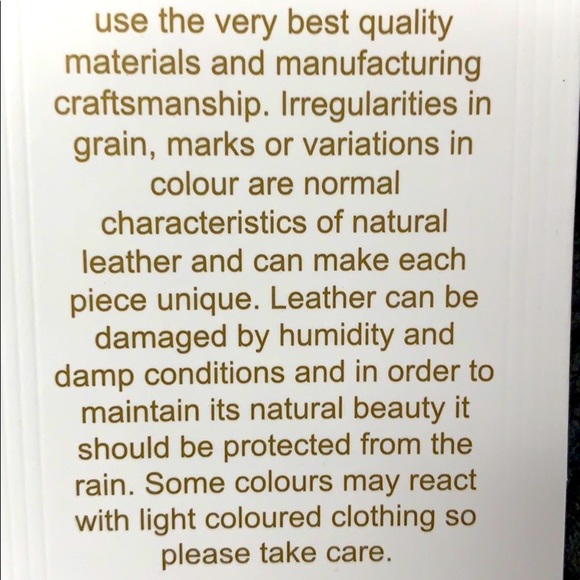 use the very best quality
materials and manufacturing
craftsmanship. Irregularities in
grain, marks or variations in
colour are normal
characteristics of natural
leather and can make each
piece unique. Leather can be
damaged by humidity and
damp conditions and in order to
maintain its natural beauty it
should be protected from the
rain. Some colours may react
with light coloured clothing so
please take care.